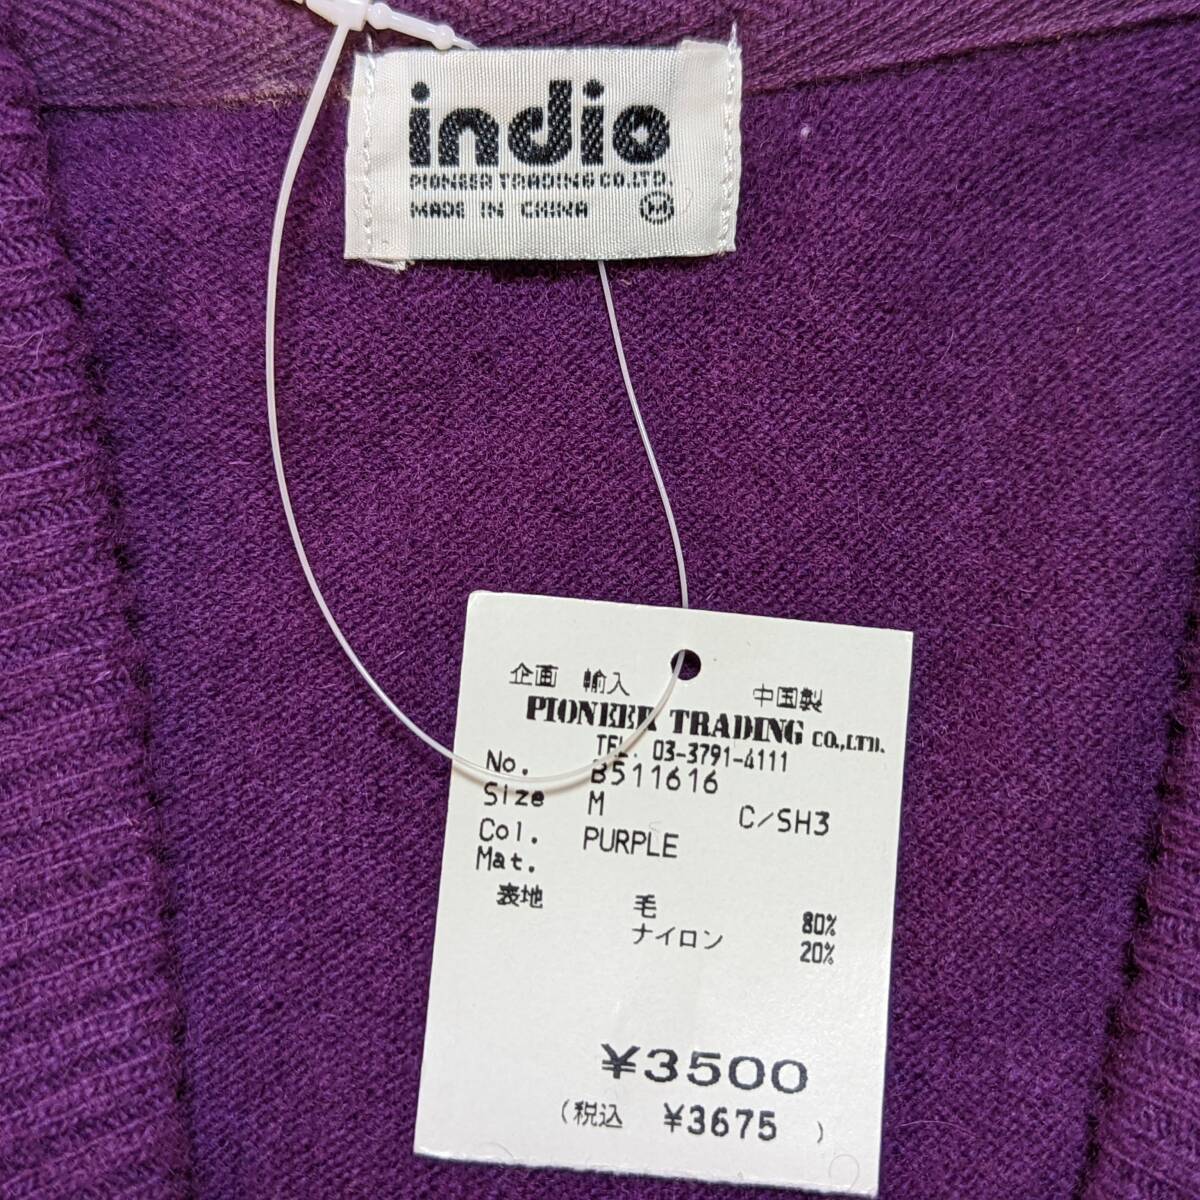 indio
PIONEER TRADING CO.LTD.
MADE IN CHINA M
企画 輸入 中国製
PIONEER TRADING CO.,LTD.
TEL. 03-3791-4111
No. B511616
Size M C/SH3
Col. PURPLE
Mat.
表地 毛 80%
ナイロン 20%
¥3500
(税込 ¥3675 )